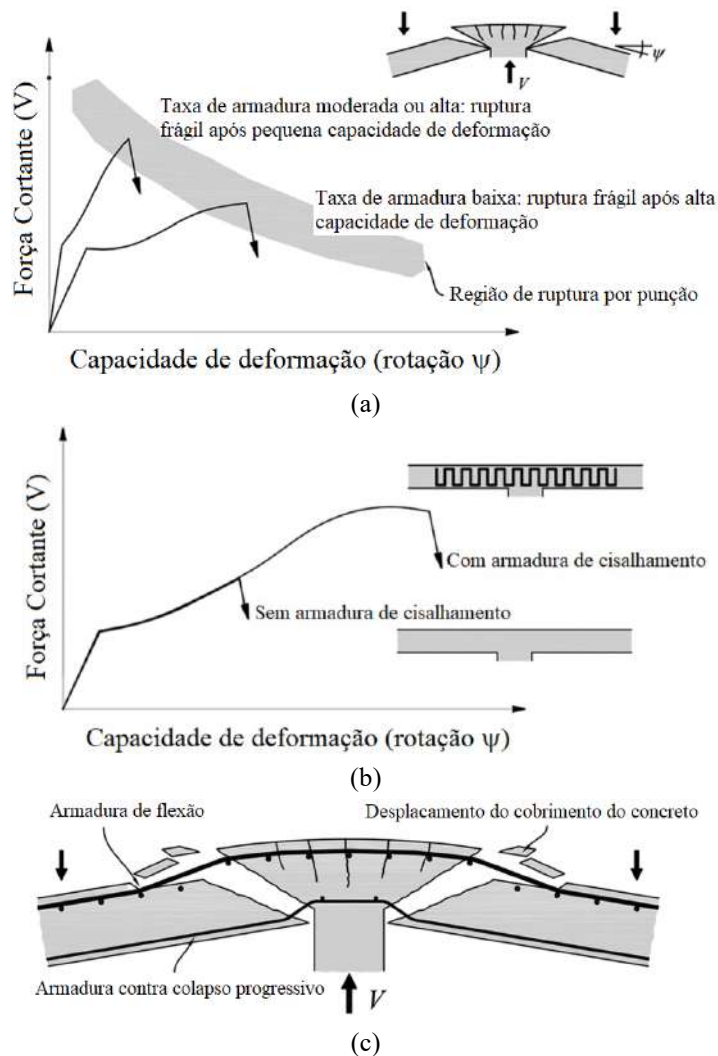 Força Cortante (V)
V
ψ
Taxa de armadura moderada ou alta: ruptura
frágil após pequena capacidade de deformação
Taxa de armadura baixa: ruptura frágil após alta
capacidade de deformação
Região de ruptura por punção
Capacidade de deformação (rotação ψ)
(a)
Força Cortante (V)
Com armadura de cisalhamento
Sem armadura de cisalhamento
Capacidade de deformação (rotação ψ)
(b)
Armadura de flexão
Desplacamento do cobrimento do concreto
Armadura contra colapso progressivo
V
(c)